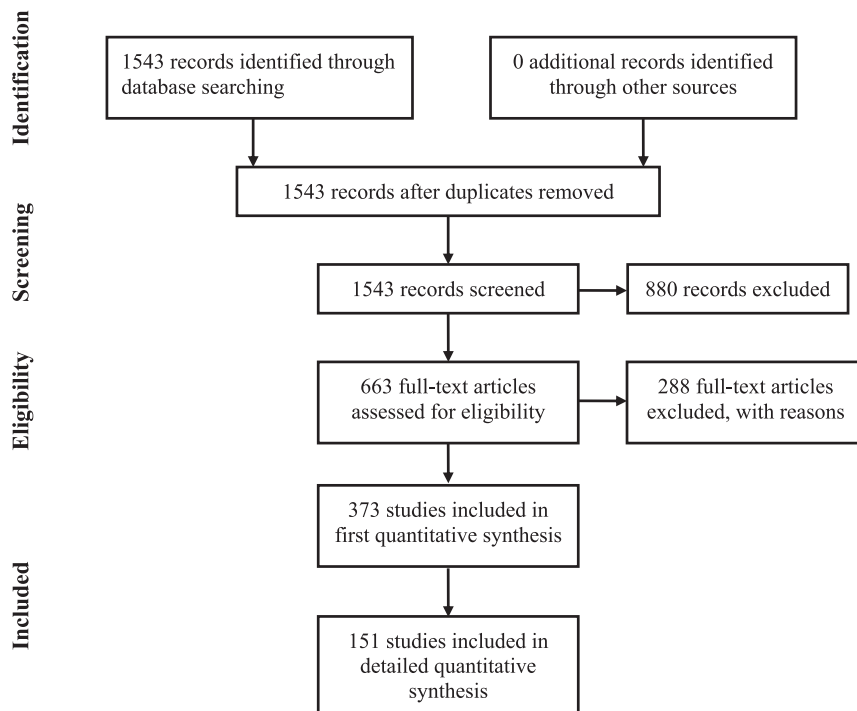 Identification
1543 records identified through
database searching
0 additional records identified
through other sources
1543 records after duplicates removed
Screening
1543 records screened
880 records excluded
Eligibility
663 full-text articles
assessed for eligibility
288 full-text articles
excluded, with reasons
Included
373 studies included in
first quantitative synthesis
151 studies included in
detailed quantitative
synthesis